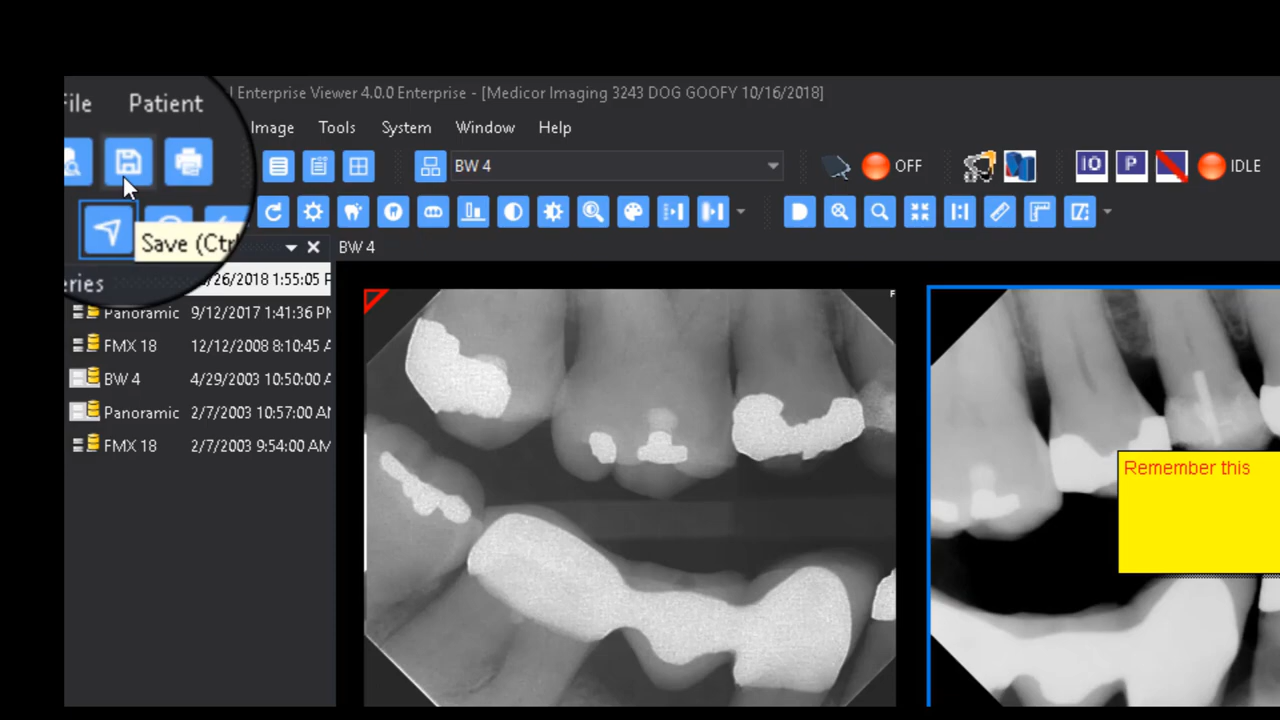 File Patient
l Enterprise Viewer 4.0.0 Enterprise - [Medicor Imaging 3243 DOG GOOFY 10/16/2018]
Image Tools System Window Help
BW 4 OFF IO P IDLE
Save (Ctr
BW 4
eries
/26/2018 1:55:05 P
Panoramic 9/12/2017 1:41:36 PM
FMX 18 12/12/2008 8:10:45 A
BW 4 4/29/2003 10:50:00 A
Panoramic 2/7/2003 10:57:00 AM
FMX 18 2/7/2003 9:54:00 AM
F
Remember this